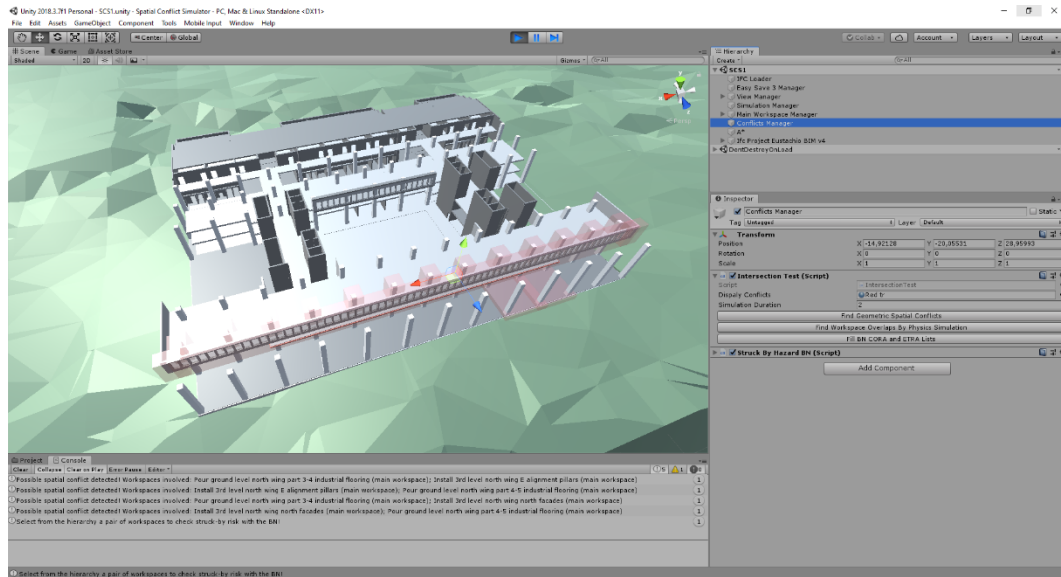 Unity 2018.3.7f1 Personal - SCS1.unity - Spatial Conflict Simulator - PC, Mac & Linux Standalone <DX11>
File Edit Assets GameObject Component Tools Mobile Input Window Help
Center Global
Collab Account Layers Layout
Scene Game Asset Store
Shaded 2D Gizmos All
Persp
Hierarchy
Create All
SCS1
IFC Loader
Easy Save 3 Manager
View Manager
Simulation Manager
Main Workspace Manager
Conflicts Manager
A*
Ifc Project Eustachio BIM v4
DontDestroyOnLoad
Inspector
Conflicts Manager Static
Tag Untagged Layer Default
Transform
Position X -14,92128 Y -20,05531 Z 28,95993
Rotation X 0 Y 0 Z 0
Scale X 1 Y 1 Z 1
Intersection Test (Script)
Script IntersectionTest
Dispaly Conflicts Red tr
Simulation Duration 2
Find Geometric Spatial Conflicts
Find Workspace Overlaps By Physics Simulation
Fill BN CORA and ETRA Lists
Struck By Hazard BN (Script)
Add Component
Project Console
Clear Collapse Clear on Play Error Pause Editor 5 1 0
Possible spatial conflict detected! Workspaces involved: Pour ground level north wing part 3-4 industrial flooring (main workspace); Install 3rd level north wing E alignment pillars (main workspace) 1
Possible spatial conflict detected! Workspaces involved: Install 3rd level north wing E alignment pillars (main workspace); Pour ground level north wing part 4-5 industrial flooring (main workspace) 1
Possible spatial conflict detected! Workspaces involved: Pour ground level north wing part 3-4 industrial flooring (main workspace); Install 3rd level north wing north facades (main workspace) 1
Possible spatial conflict detected! Workspaces involved: Install 3rd level north wing north facades (main workspace); Pour ground level north wing part 4-5 industrial flooring (main workspace) 1
Select from the hierarchy a pair of workspaces to check struck-by risk with the BN! 1
Select from the hierarchy a pair of workspaces to check struck-by risk with the BN!